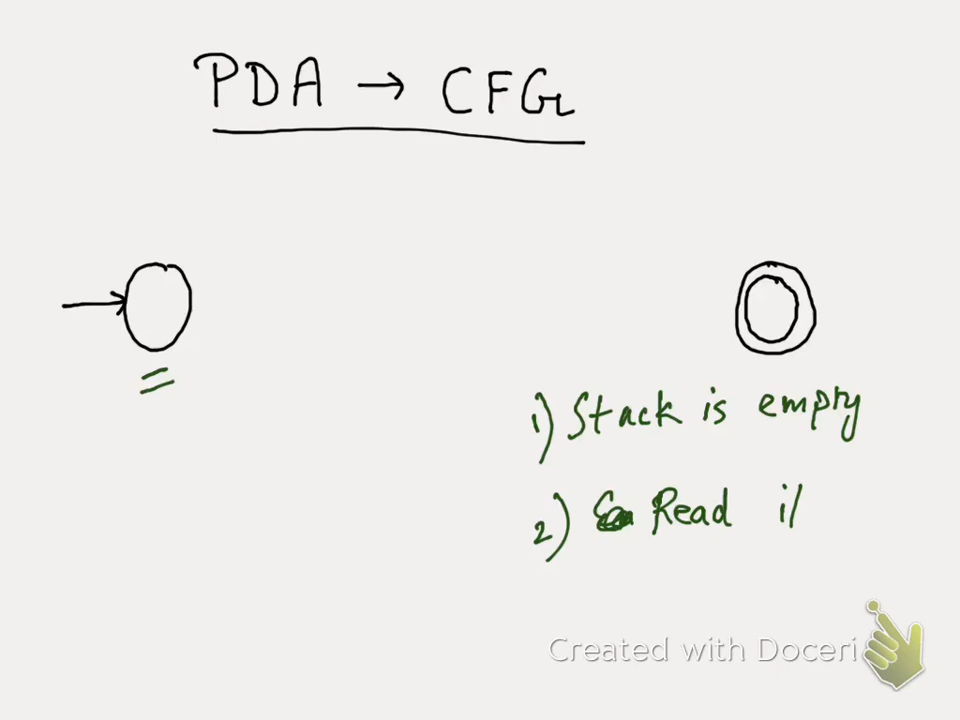 PDA → CFG
1) Stack is empty
2) Read i/
Created with Doceri